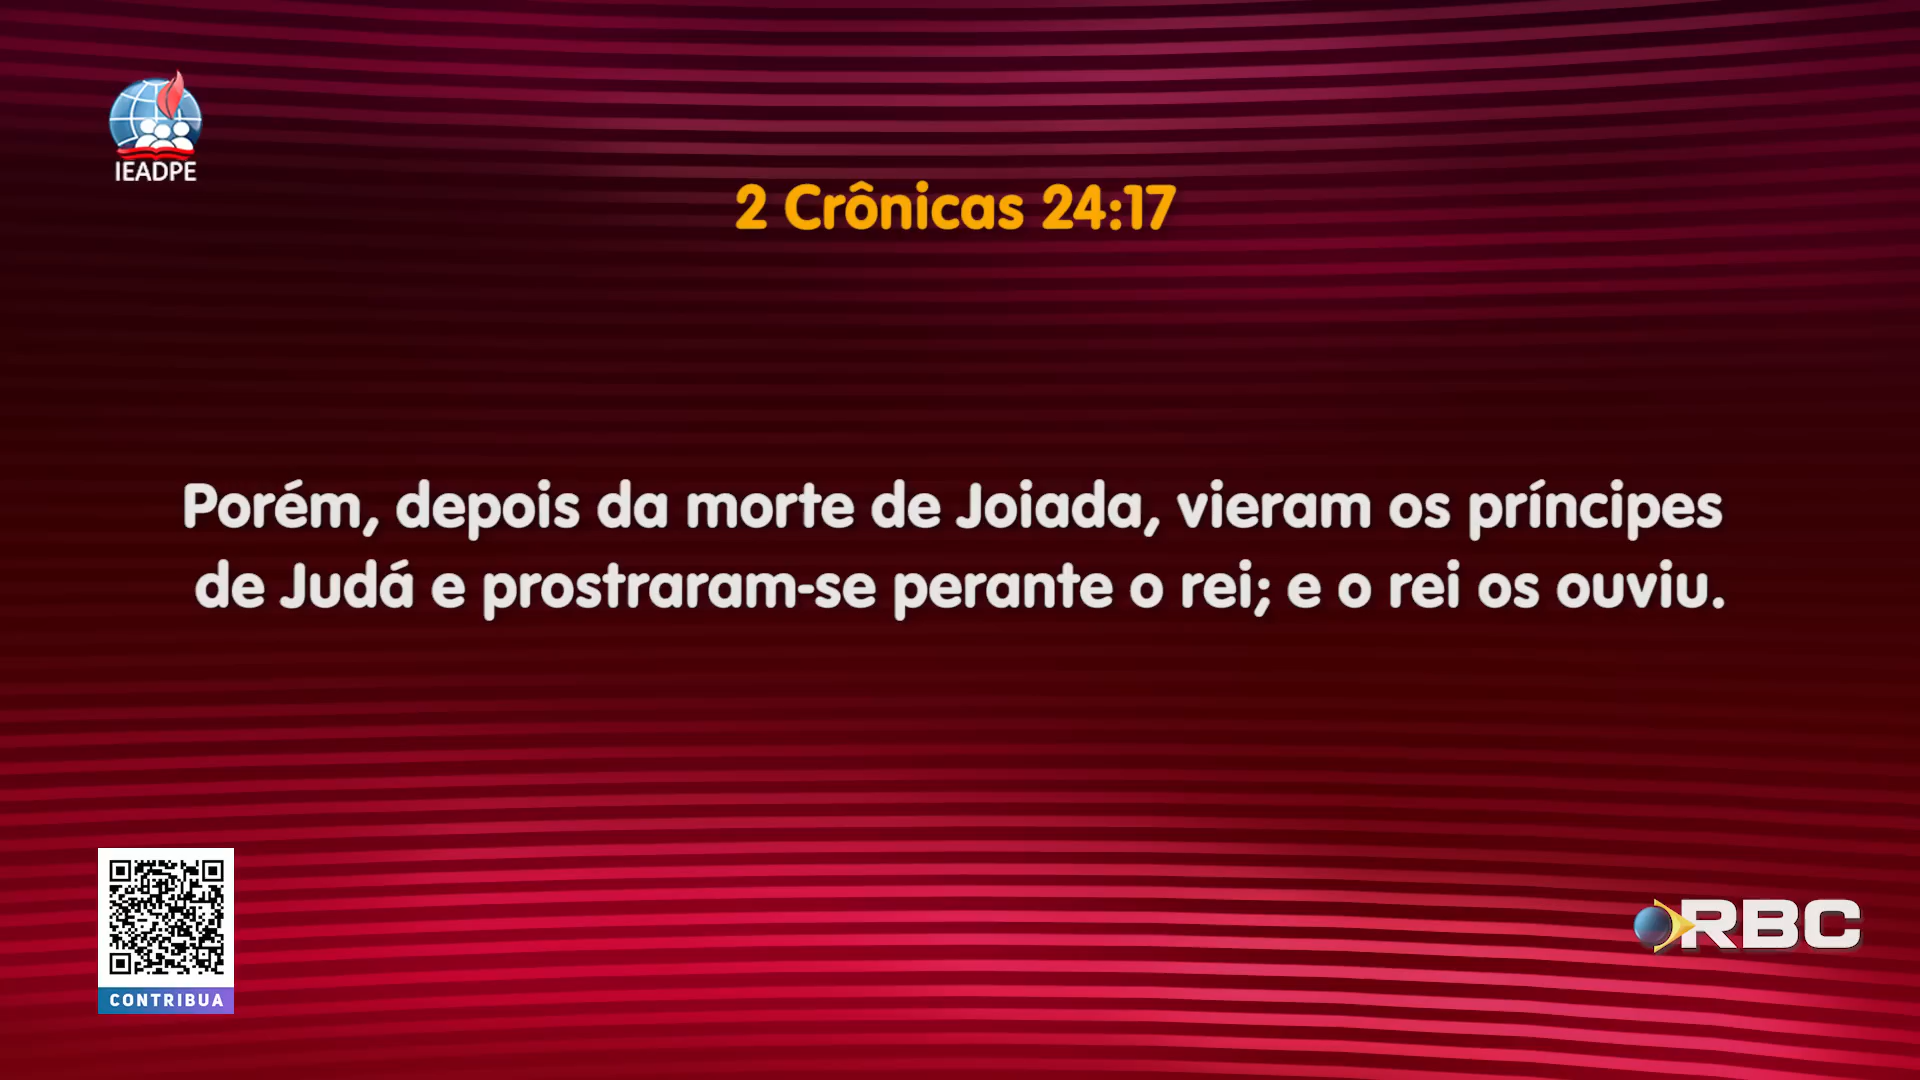 IEADPE
2 Crônicas 24:17
Porém, depois da morte de Joiada, vieram os príncipes
de Judá e prostraram-se perante o rei; e o rei os ouviu.
CONTRIBUA
RBC